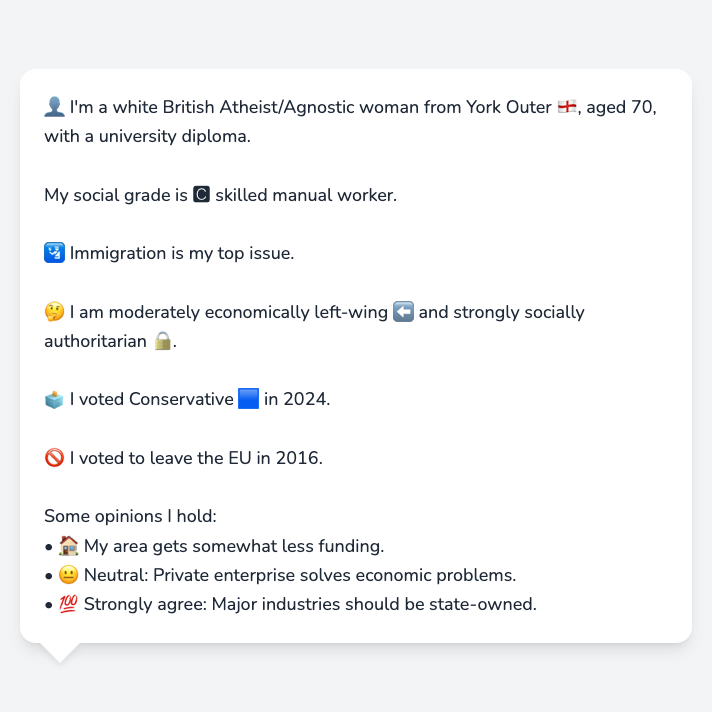 👤 I'm a white British Atheist/Agnostic woman from York Outer 🏴󠁧󠁢󠁥󠁮󠁧󠁿, aged 70,
with a university diploma.
My social grade is 🅲 skilled manual worker.
🛂 Immigration is my top issue.
🤔 I am moderately economically left-wing ⬅️ and strongly socially
authoritarian 🔒.
🗳️ I voted Conservative 🟦 in 2024.
🚫 I voted to leave the EU in 2016.
Some opinions I hold:
• 🏠 My area gets somewhat less funding.
• 😐 Neutral: Private enterprise solves economic problems.
• 💯 Strongly agree: Major industries should be state-owned.